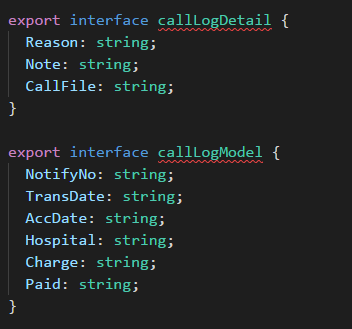 export interface callLogDetail {
  Reason: string;
  Note: string;
  CallFile: string;
}

export interface callLogModel {
  NotifyNo: string;
  TransDate: string;
  AccDate: string;
  Hospital: string;
  Charge: string;
  Paid: string;
}